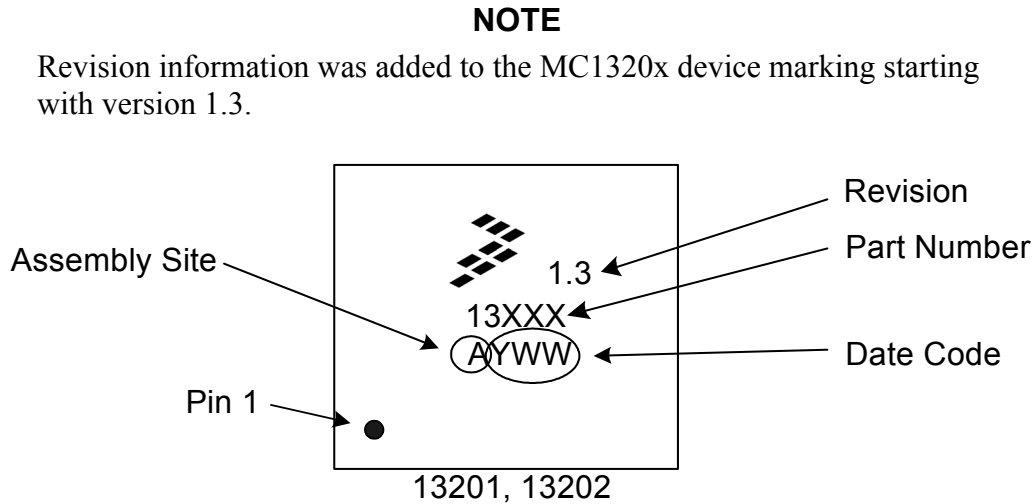 NOTE
Revision information was added to the MC1320x device marking starting
with version 1.3.
Revision
Part Number
Assembly Site
1.3
13XXX
AYWW
Date Code
Pin 1
13201, 13202